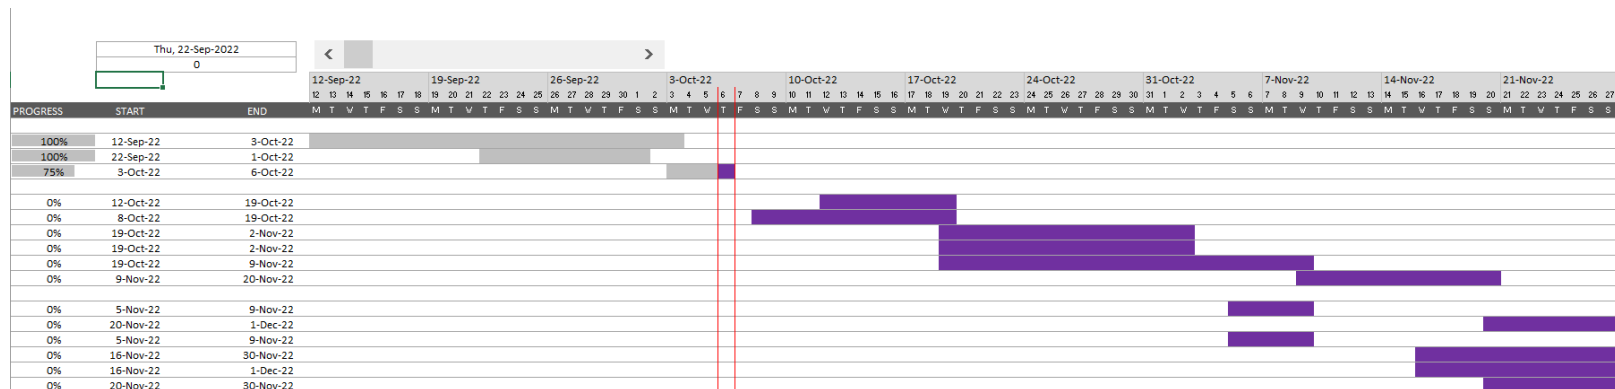 Thu, 22-Sep-2022
0
12-Sep-22 19-Sep-22 26-Sep-22 3-Oct-22 10-Oct-22 17-Oct-22 24-Oct-22 31-Oct-22 7-Nov-22 14-Nov-22 21-Nov-22
12 13 14 15 16 17 18 19 20 21 22 23 24 25 26 27 28 29 30 1 2 3 4 5 6 7 8 9 10 11 12 13 14 15 16 17 18 19 20 21 22 23 24 25 26 27 28 29 30 31 1 2 3 4 5 6 7 8 9 10 11 12 13 14 15 16 17 18 19 20 21 22 23 24 25 26 27
PROGRESS START END M T W T F S S M T W T F S S M T W T F S S M T W T F S S M T W T F S S M T W T F S S M T W T F S S M T W T F S S M T W T F S S M T W T F S S M T W T F S S
100% 12-Sep-22 3-Oct-22
100% 22-Sep-22 1-Oct-22
75% 3-Oct-22 6-Oct-22
0% 12-Oct-22 19-Oct-22
0% 8-Oct-22 19-Oct-22
0% 19-Oct-22 2-Nov-22
0% 19-Oct-22 2-Nov-22
0% 19-Oct-22 9-Nov-22
0% 9-Nov-22 20-Nov-22
0% 5-Nov-22 9-Nov-22
0% 20-Nov-22 1-Dec-22
0% 5-Nov-22 9-Nov-22
0% 16-Nov-22 30-Nov-22
0% 16-Nov-22 1-Dec-22
0% 20-Nov-22 30-Nov-22